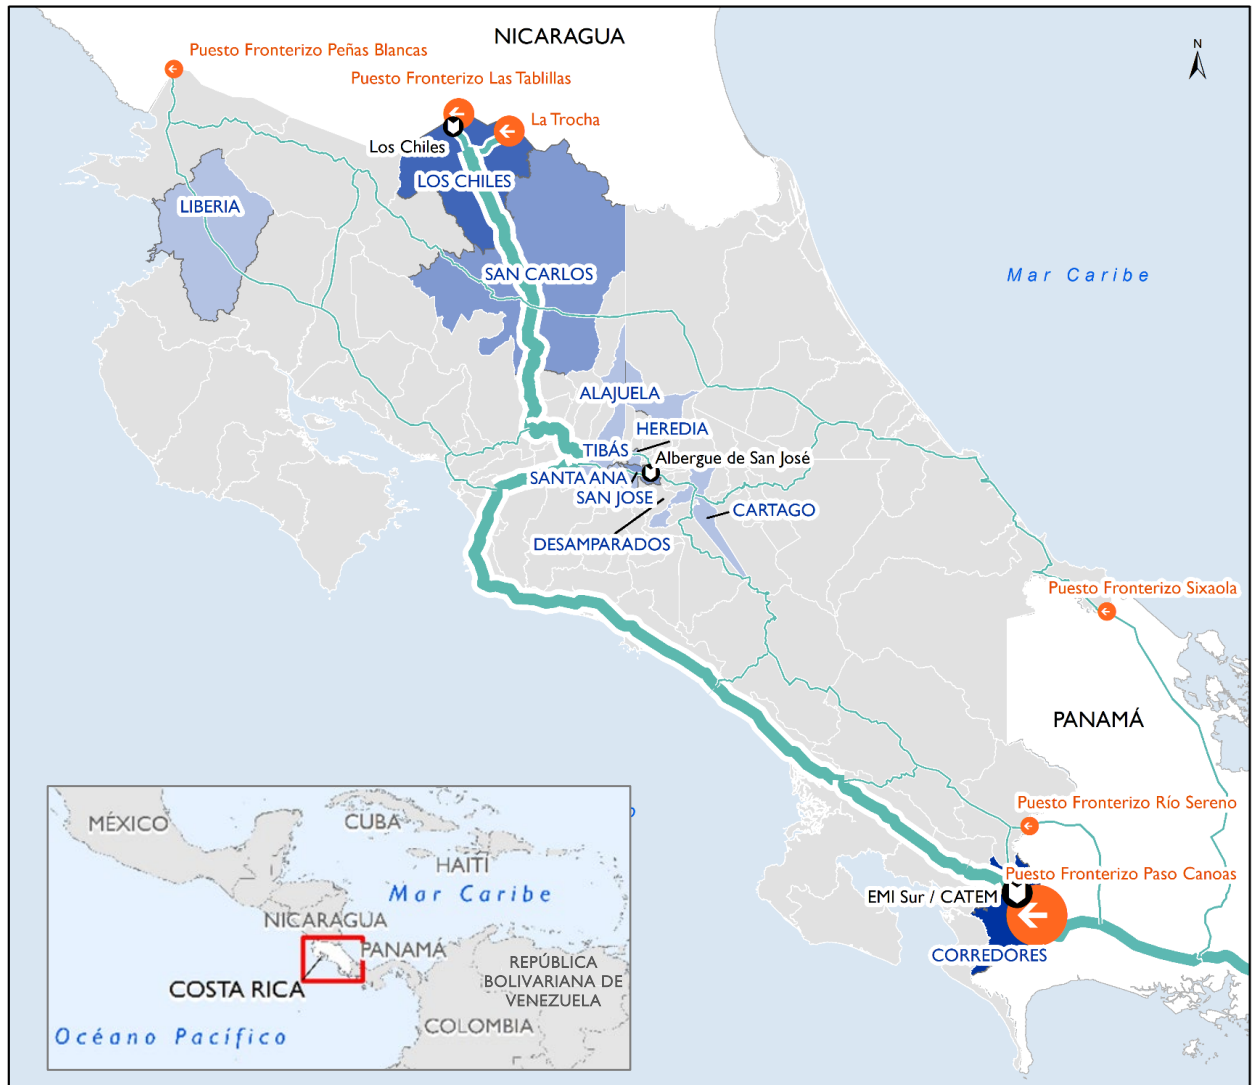 N
NICARAGUA
Puesto Fronterizo Peñas Blancas
Puesto Fronterizo Las Tablillas
La Trocha
Los Chiles
LOS CHILES
LIBERIA
SAN CARLOS
Mar Caribe
ALAJUELA
HEREDIA
TIBÁS
Albergue de San José
SANTA ANA
SAN JOSE
CARTAGO
DESAMPARADOS
Puesto Fronterizo Sixaola
PANAMÁ
Puesto Fronterizo Río Sereno
Puesto Fronterizo Paso Canoas
EMI Sur / CATEM
CORREDORES
MÉXICO
CUBA
HAITÍ
Mar Caribe
NICARAGUA
PANAMÁ
REPÚBLICA
BOLIVARIANA DE
VENEZUELA
COSTA RICA
COLOMBIA
Océano Pacífico